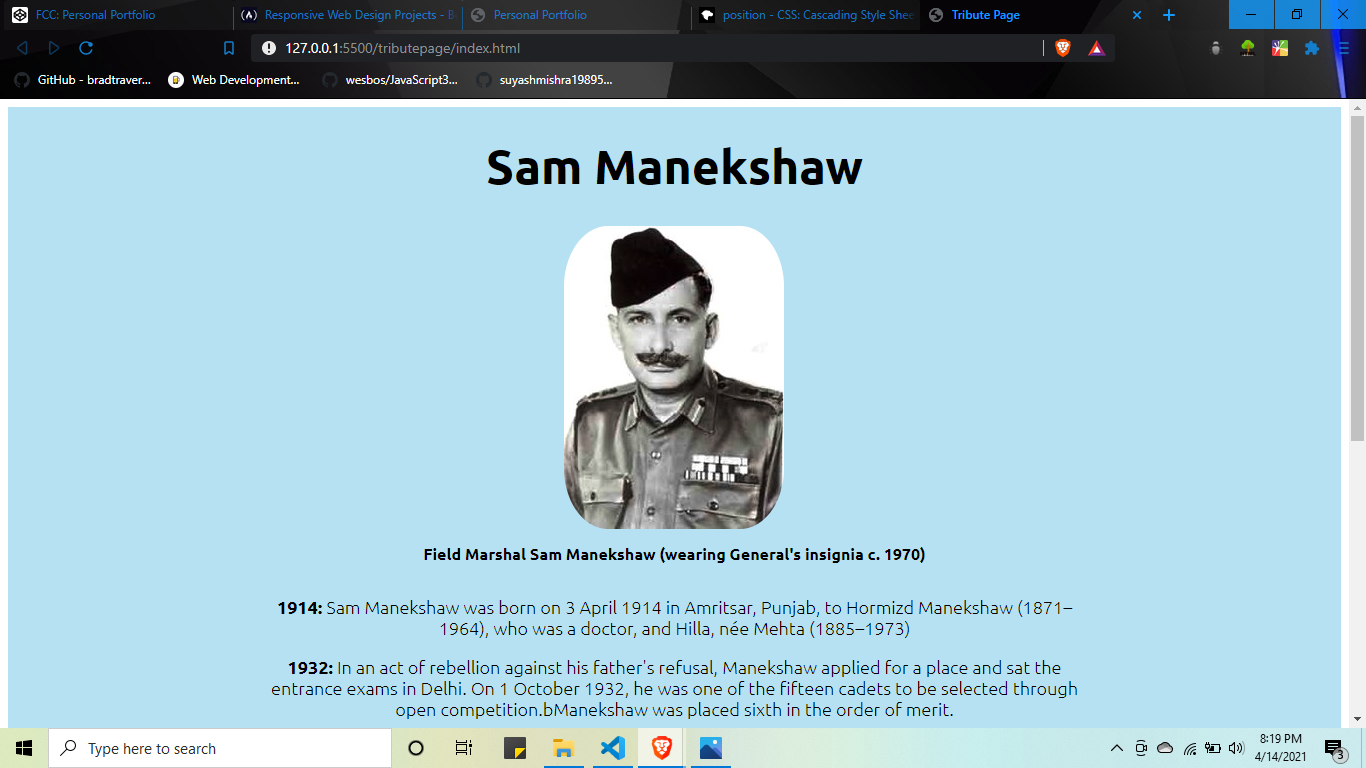 FCC: Personal Portfolio
Responsive Web Design Projects - B
Personal Portfolio
position - CSS: Cascading Style Shee
Tribute Page
127.0.0.1:5500/tributepage/index.html
GitHub - bradtraver...
Web Development...
wesbos/JavaScript3...
suyashmishra19895...
Sam Manekshaw
Field Marshal Sam Manekshaw (wearing General's insignia c. 1970)
1914: Sam Manekshaw was born on 3 April 1914 in Amritsar, Punjab, to Hormizd Manekshaw (1871–
1964), who was a doctor, and Hilla, née Mehta (1885–1973)
1932: In an act of rebellion against his father's refusal, Manekshaw applied for a place and sat the
entrance exams in Delhi. On 1 October 1932, he was one of the fifteen cadets to be selected through
open competition.bManekshaw was placed sixth in the order of merit.
Type here to search
8:19 PM
4/14/2021
3